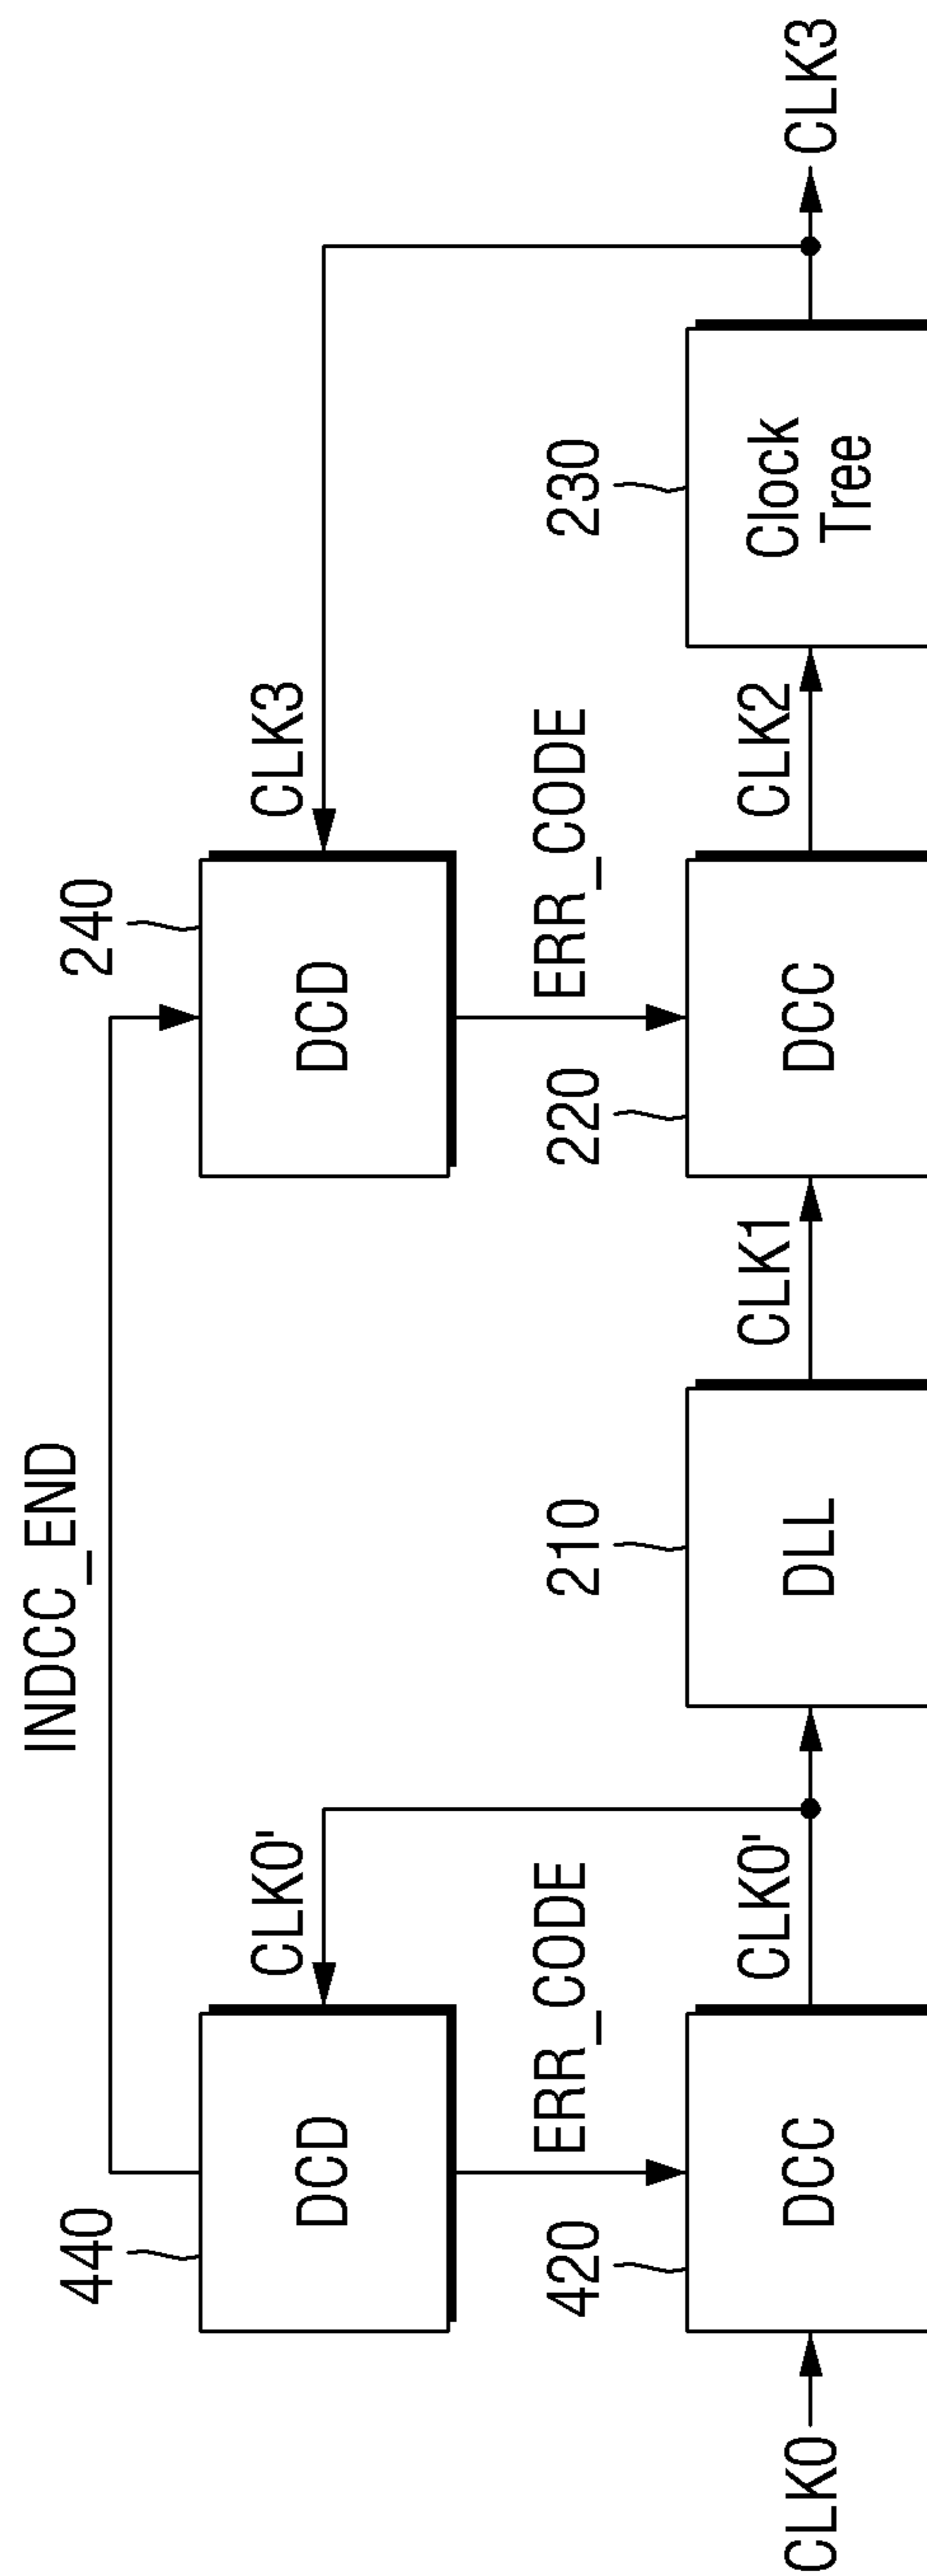 INDCC_END
440
DCD
CLK0'
240
DCD
CLK3
ERR_CODE
ERR_CODE
420
210
220
230
CLK0
DCC
CLK0'
DLL
CLK1
DCC
CLK2
Clock
Tree
CLK3